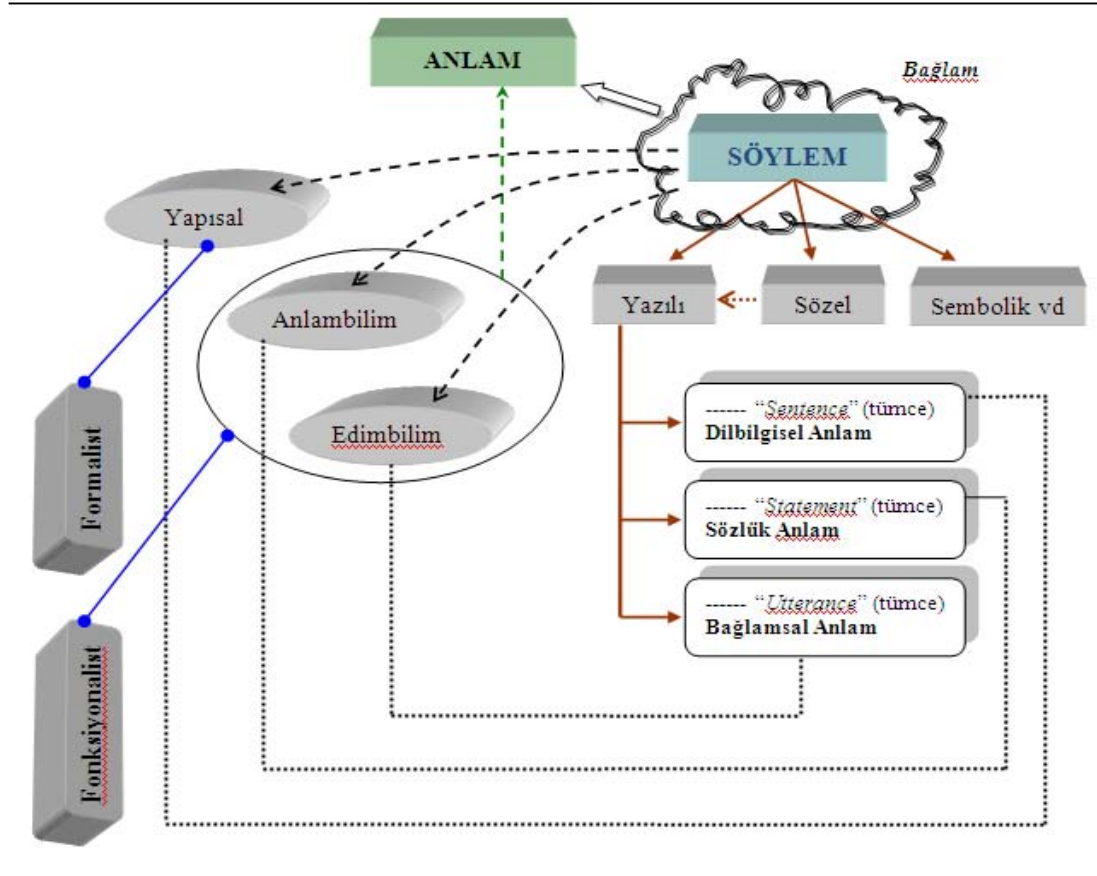 ANLAM
Bağlam
SÖYLEM
Yapısal
Anlambilim
Edimbilim
Yazılı
Sözel
Sembolik vd
------ “Sentence” (tümce)
Dilbilgisel Anlam
------ “Statement” (tümce)
Sözlük Anlam
------ “Utterance” (tümce)
Bağlamsal Anlam
Formalist
Fonksiyonalist